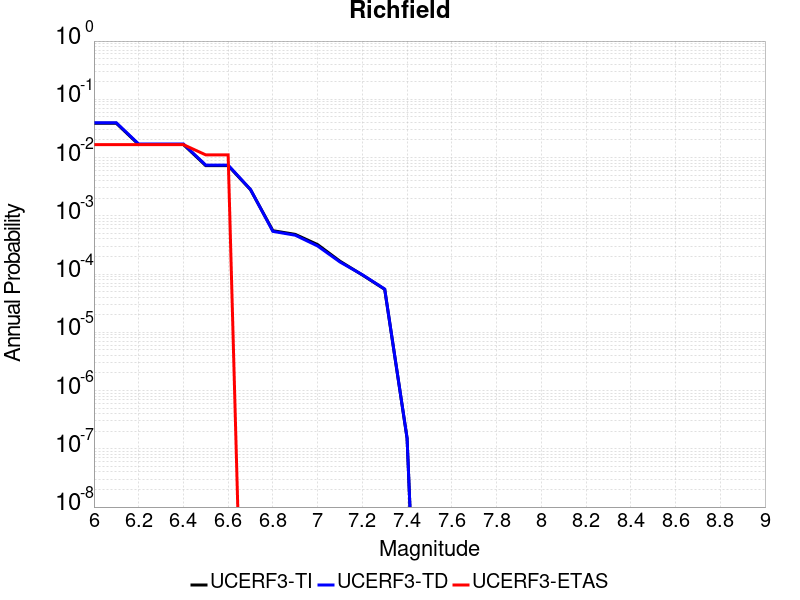 Richfield
10^0
10^-1
10^-2
10^-3
10^-4
10^-5
10^-6
10^-7
10^-8
Annual Probability
6 6.2 6.4 6.6 6.8 7 7.2 7.4 7.6 7.8 8 8.2 8.4 8.6 8.8 9
Magnitude
UCERF3-TI UCERF3-TD UCERF3-ETAS